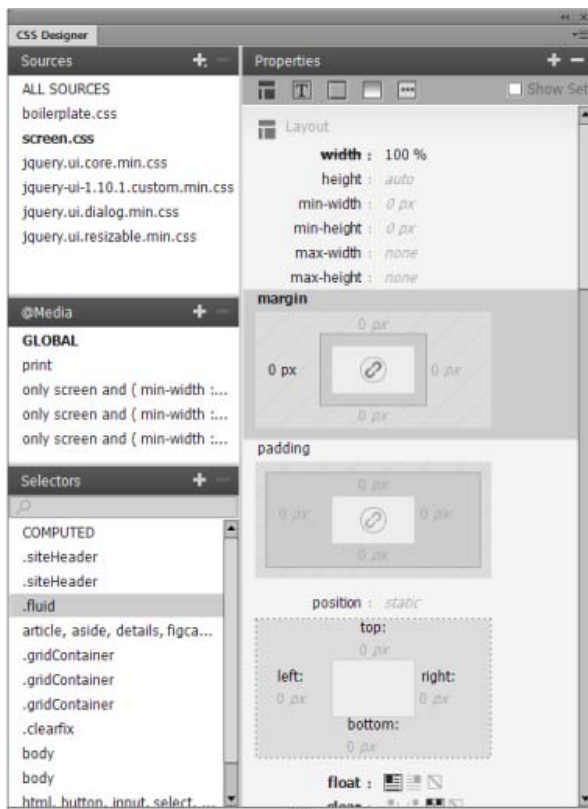 CSS Designer
Sources
ALL SOURCES
boilerplate.css
screen.css
jquery.ui.core.min.css
jquery-ui-1.10.1.custom.min.css
jquery.ui.dialog.min.css
jquery.ui.resizable.min.css
@Media
GLOBAL
print
only screen and ( min-width :...
only screen and ( min-width :...
only screen and ( min-width :...
Selectors
COMPUTED
.siteHeader
.siteHeader
.fluid
article, aside, details, figca...
.gridContainer
.gridContainer
.gridContainer
.clearfix
body
body
html, button, input, select, ...
Properties
T
Show Set
Layout
width : 100 %
height : auto
min-width : 0 px
min-height : 0 px
max-width : none
max-height : none
margin
0 px
0 px 0 px
0 px
padding
0 px
0 px 0 px
0 px
position : static
top:
0 px
left: right:
0 px 0 px
bottom:
0 px
float :
clear